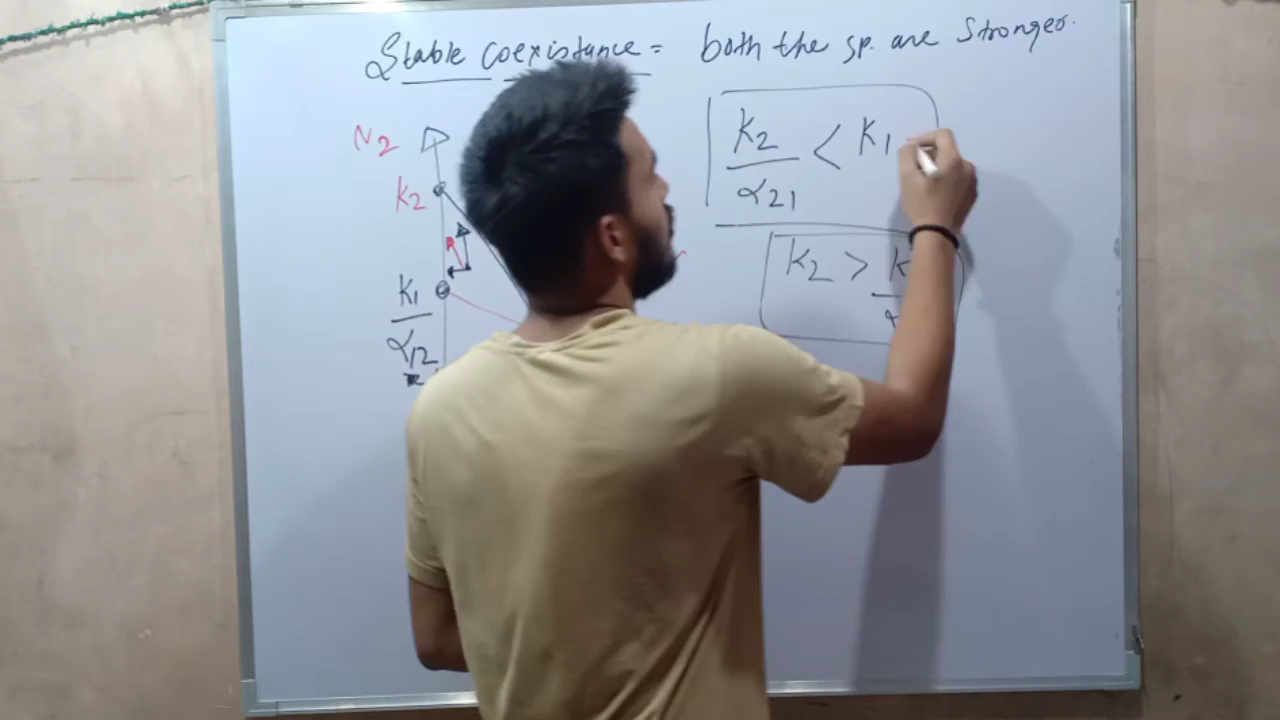 Stable Coexistance = both the sp. are Stronger.
N2
K2
K1
α12
K2 / α21 < K1
K2 > K